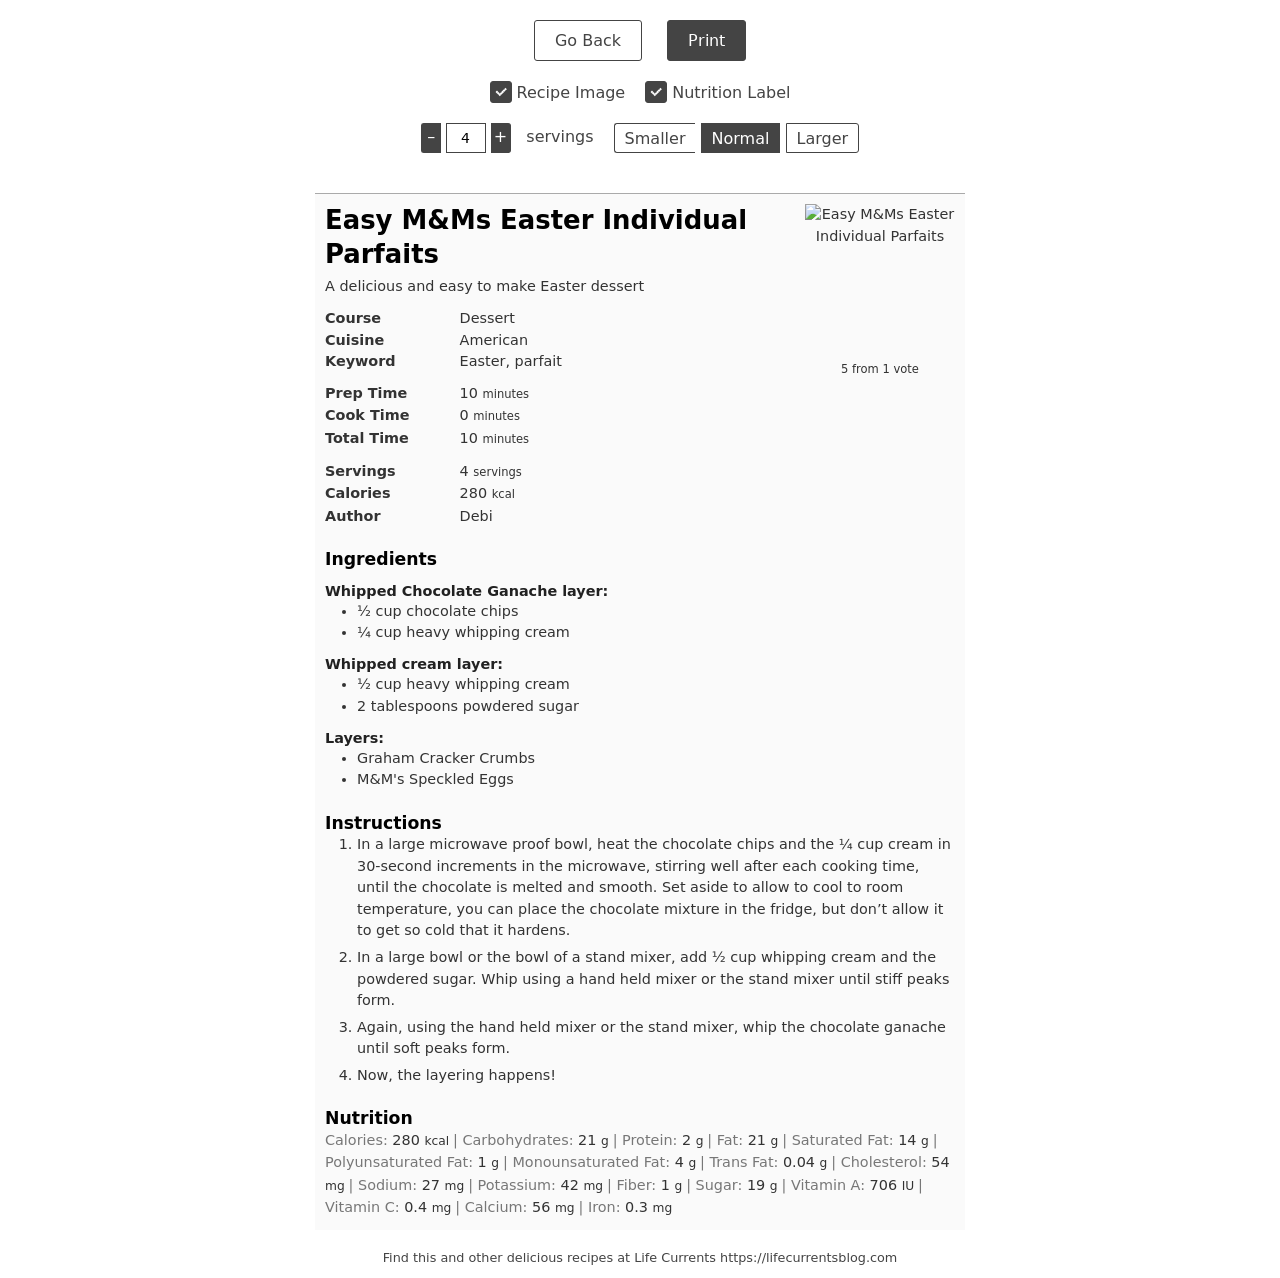 Go Back Print
Recipe Image Nutrition Label
– 4 + servings Smaller Normal Larger
Easy M&Ms Easter Individual
Parfaits
Easy M&Ms Easter
Individual Parfaits
A delicious and easy to make Easter dessert
Course Dessert
Cuisine American
Keyword Easter, parfait
5 from 1 vote
Prep Time 10 minutes
Cook Time 0 minutes
Total Time 10 minutes
Servings 4 servings
Calories 280 kcal
Author Debi
Ingredients
Whipped Chocolate Ganache layer:
• ½ cup chocolate chips
• ¼ cup heavy whipping cream
Whipped cream layer:
• ½ cup heavy whipping cream
• 2 tablespoons powdered sugar
Layers:
• Graham Cracker Crumbs
• M&M's Speckled Eggs
Instructions
1. In a large microwave proof bowl, heat the chocolate chips and the ¼ cup cream in
30-second increments in the microwave, stirring well after each cooking time,
until the chocolate is melted and smooth. Set aside to allow to cool to room
temperature, you can place the chocolate mixture in the fridge, but don’t allow it
to get so cold that it hardens.
2. In a large bowl or the bowl of a stand mixer, add ½ cup whipping cream and the
powdered sugar. Whip using a hand held mixer or the stand mixer until stiff peaks
form.
3. Again, using the hand held mixer or the stand mixer, whip the chocolate ganache
until soft peaks form.
4. Now, the layering happens!
Nutrition
Calories: 280 kcal | Carbohydrates: 21 g | Protein: 2 g | Fat: 21 g | Saturated Fat: 14 g |
Polyunsaturated Fat: 1 g | Monounsaturated Fat: 4 g | Trans Fat: 0.04 g | Cholesterol: 54
mg | Sodium: 27 mg | Potassium: 42 mg | Fiber: 1 g | Sugar: 19 g | Vitamin A: 706 IU |
Vitamin C: 0.4 mg | Calcium: 56 mg | Iron: 0.3 mg
Find this and other delicious recipes at Life Currents https://lifecurrentsblog.com